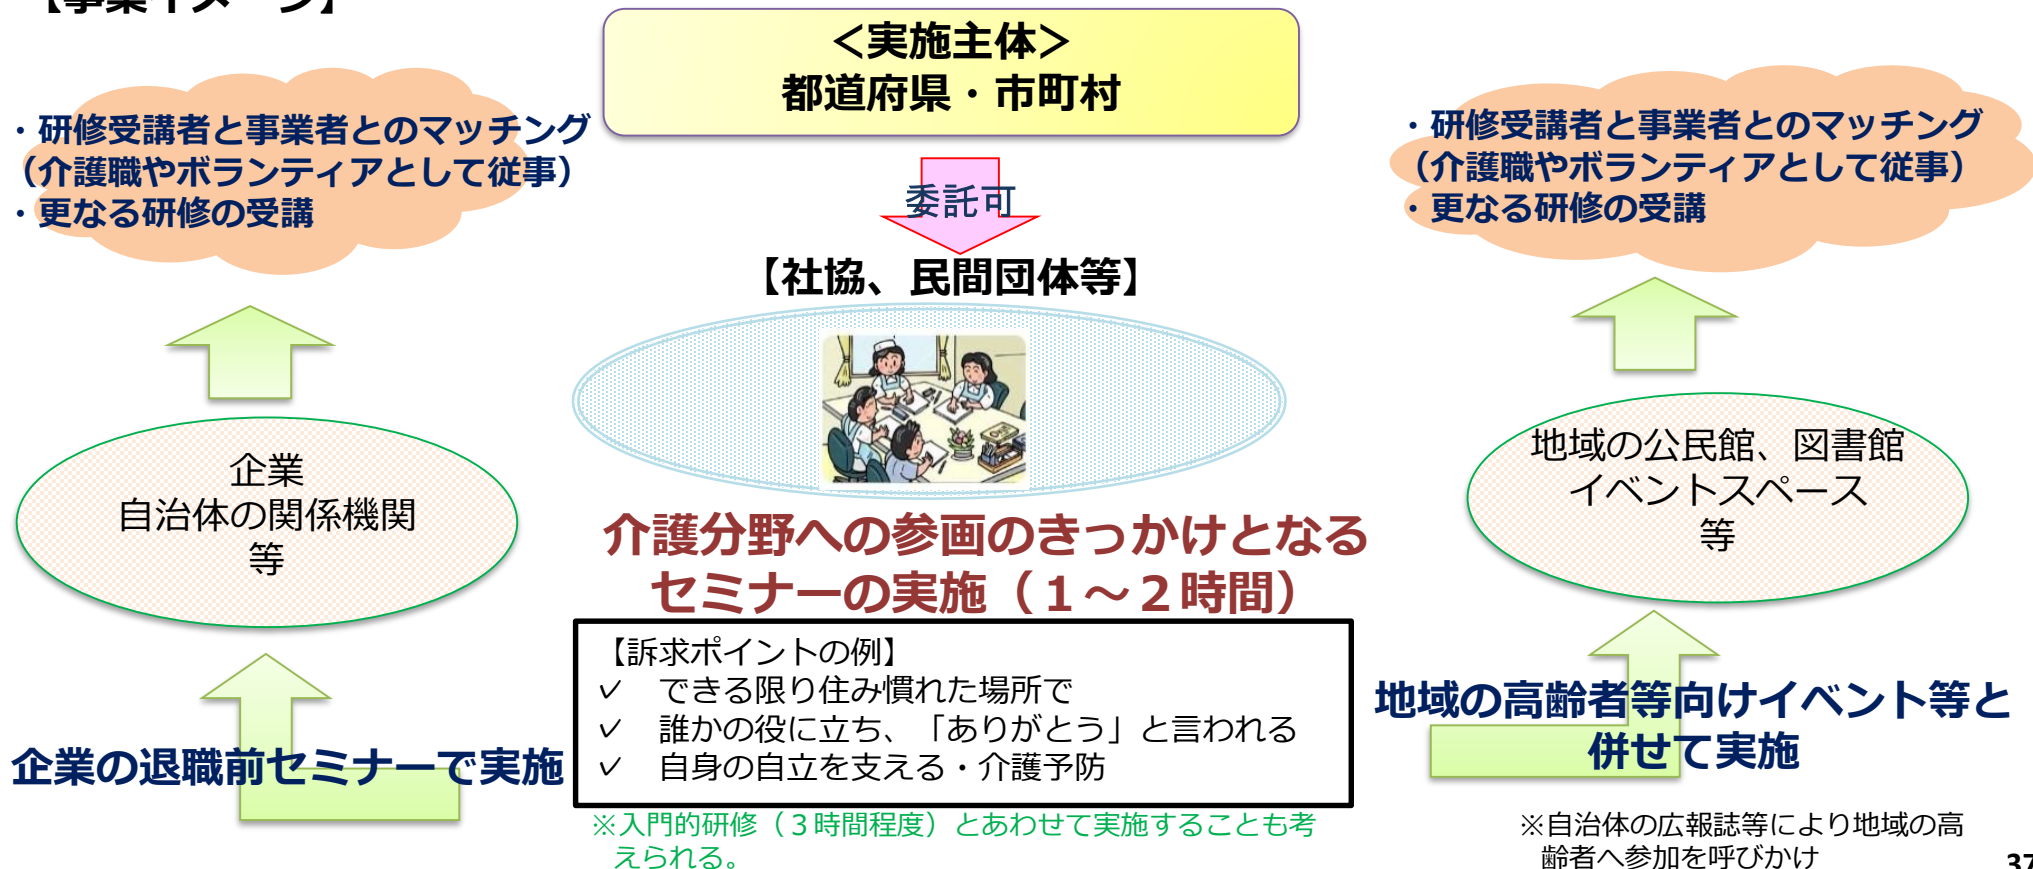 【事業イメージ】
＜実施主体＞
都道府県・市町村
・研修受講者と事業者とのマッチング
（介護職やボランティアとして従事）
・更なる研修の受講
委託可
【社協、民間団体等】
・研修受講者と事業者とのマッチング
（介護職やボランティアとして従事）
・更なる研修の受講
企業
自治体の関係機関
等
地域の公民館、図書館
イベントスペース
等
介護分野への参画のきっかけとなる
セミナーの実施（１～２時間）
【訴求ポイントの例】
✓　できる限り住み慣れた場所で
✓　誰かの役に立ち、「ありがとう」と言われる
✓　自身の自立を支える・介護予防
企業の退職前セミナーで実施
地域の高齢者等向けイベント等と
併せて実施
※入門的研修（３時間程度）とあわせて実施することも考
えられる。
※自治体の広報誌等により地域の高
齢者へ参加を呼びかけ
37